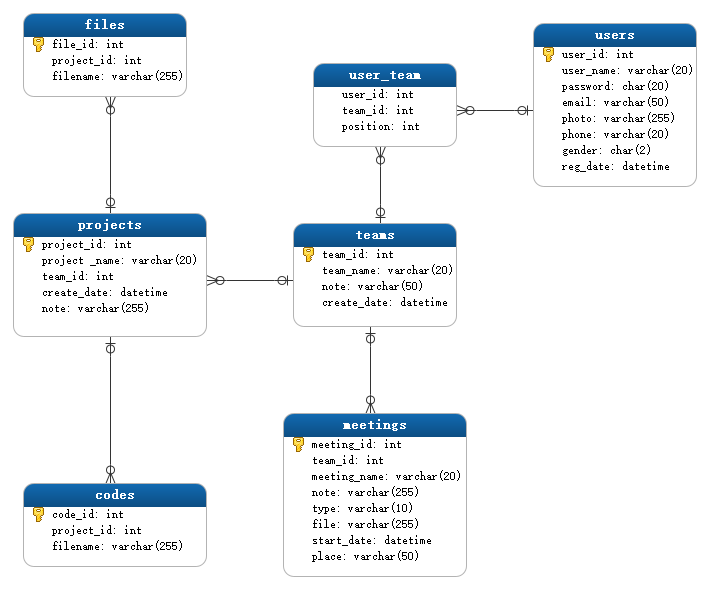 files
file_id: int
project_id: int
filename: varchar(255)
users
user_id: int
user_name: varchar(20)
password: char(20)
email: varchar(50)
photo: varchar(255)
phone: varchar(20)
gender: char(2)
reg_date: datetime
user_team
user_id: int
team_id: int
position: int
projects
project_id: int
project _name: varchar(20)
team_id: int
create_date: datetime
note: varchar(255)
teams
team_id: int
team_name: varchar(20)
note: varchar(50)
create_date: datetime
meetings
meeting_id: int
team_id: int
meeting_name: varchar(20)
note: varchar(255)
type: varchar(10)
file: varchar(255)
start_date: datetime
place: varchar(50)
codes
code_id: int
project_id: int
filename: varchar(255)